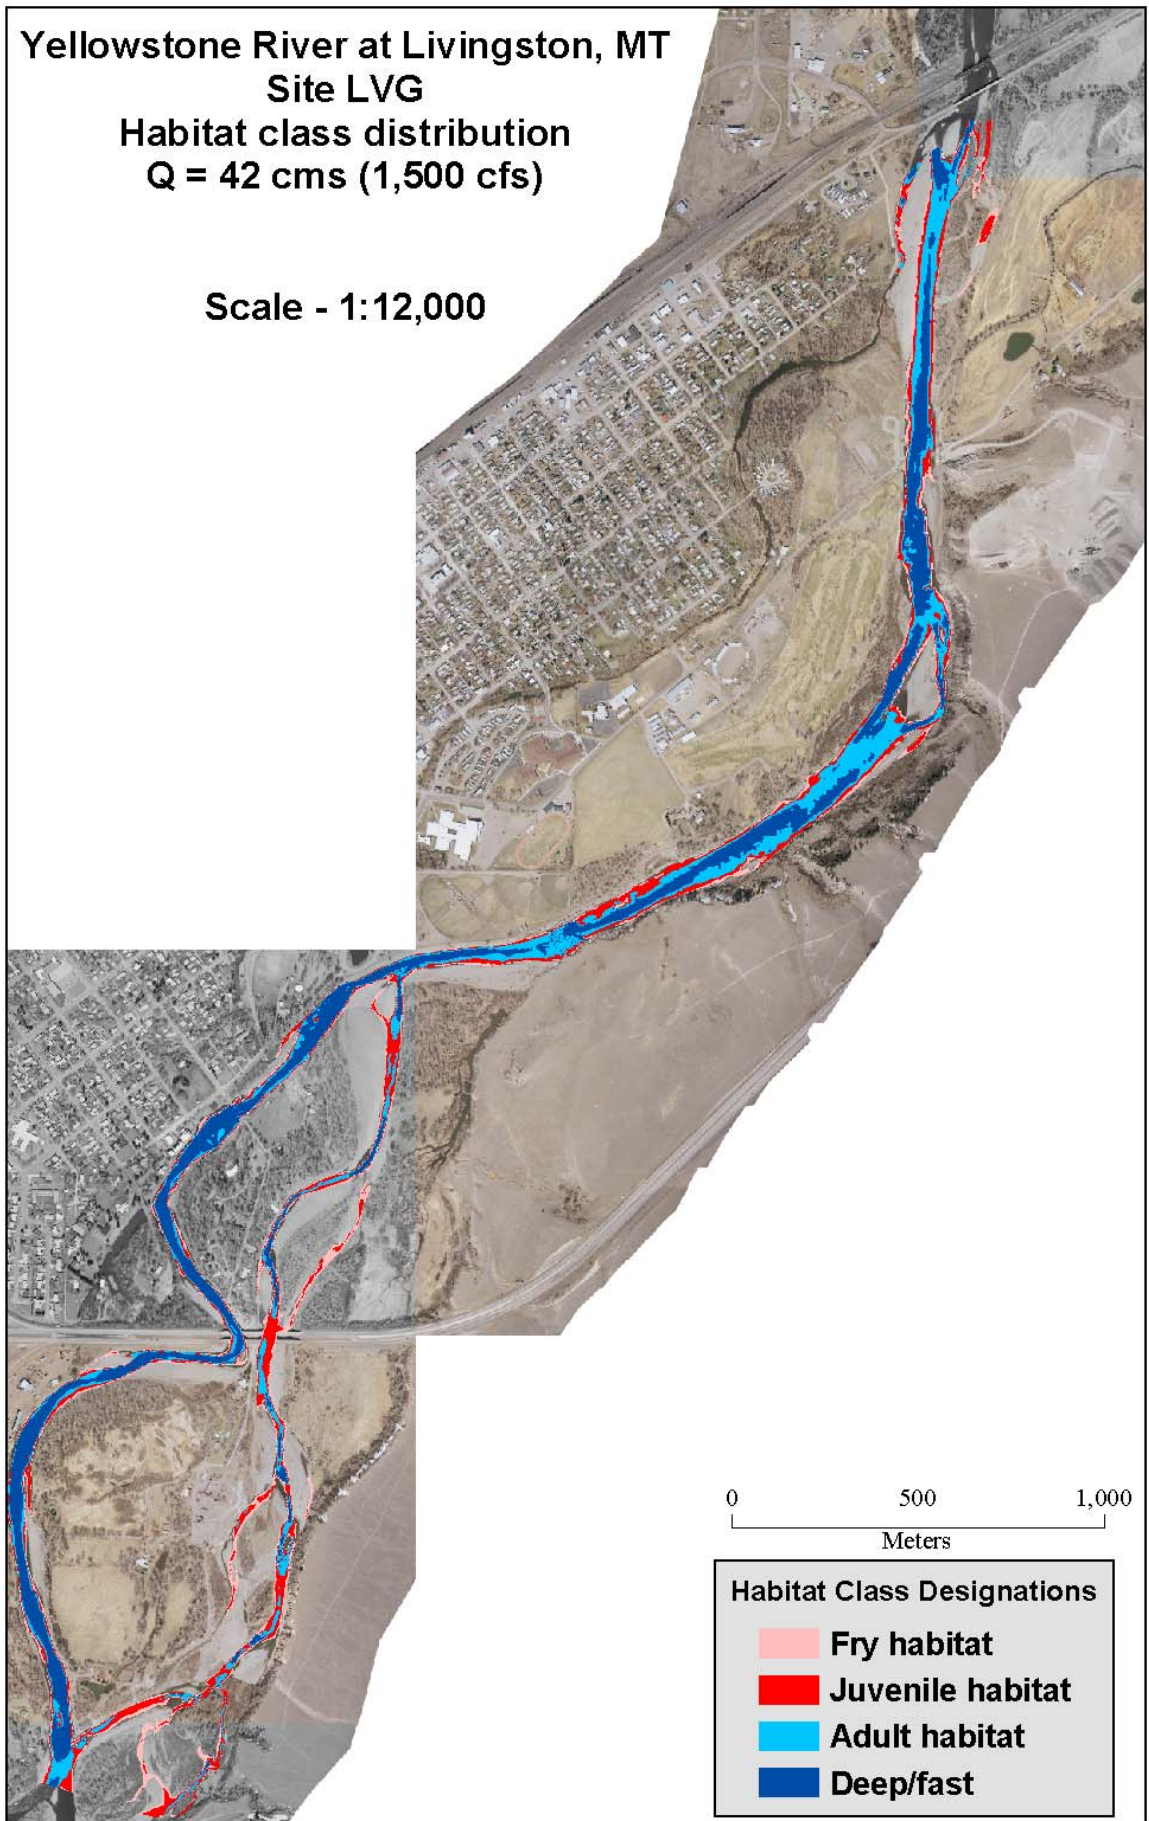 Yellowstone River at Livingston, MT
Site LVG
Habitat class distribution
Q = 42 cms (1,500 cfs)
Scale - 1:12,000
0 500 1,000
Meters
Habitat Class Designations
Fry habitat
Juvenile habitat
Adult habitat
Deep/fast